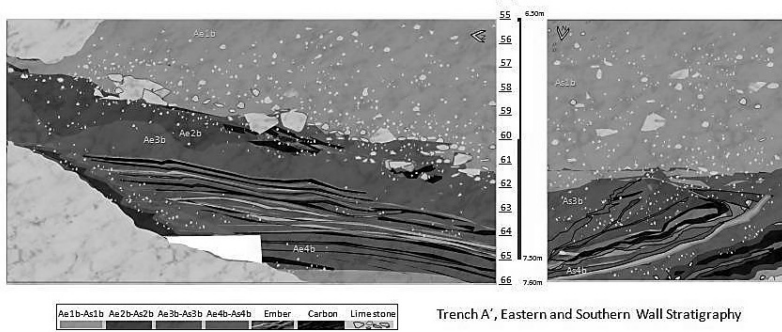 Ae1b
Ae2b
Ae3b
Ae4b
55
56
57
58
59
60
61
62
63
64
65
66
6.50m
7.50m
7.60m
As1b
As3b
As4b
Ae1b-As1b Ae2b-As2b Ae3b-As3b Ae4b-As4b Ember Carbon Limestone
Trench A', Eastern and Southern Wall Stratigraphy